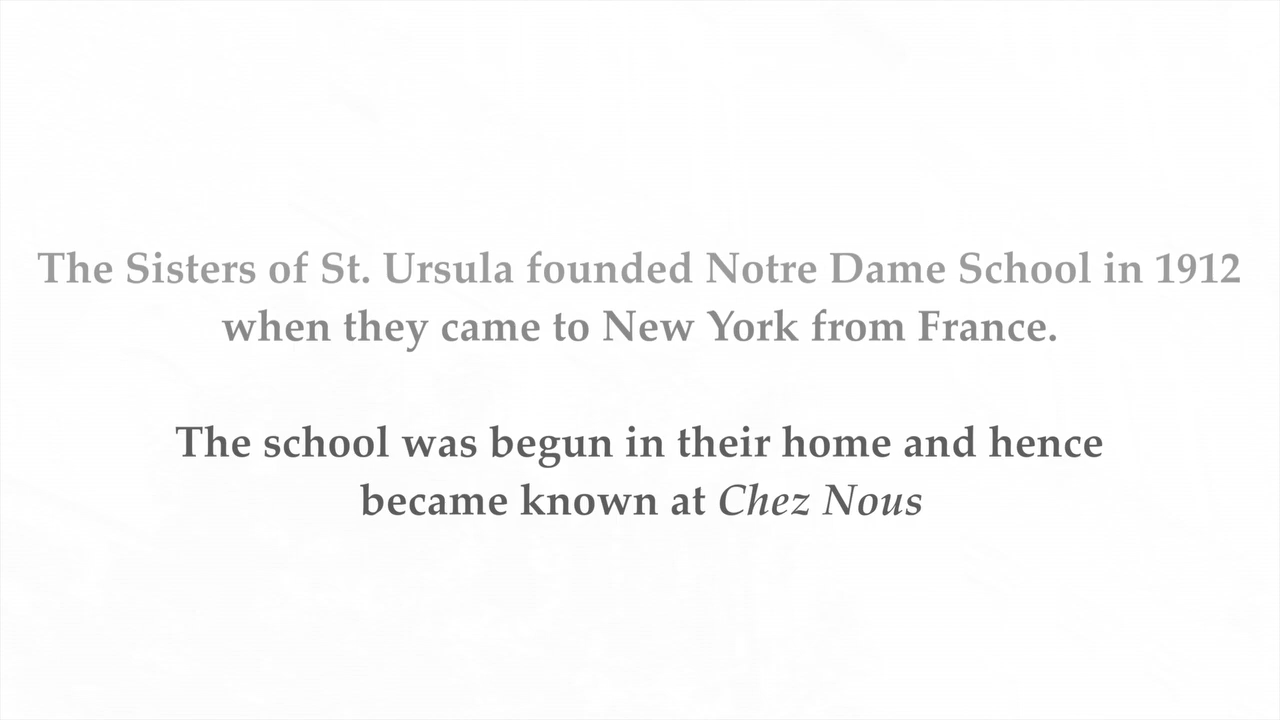 The Sisters of St. Ursula founded Notre Dame School in 1912
when they came to New York from France.
The school was begun in their home and hence
became known at Chez Nous